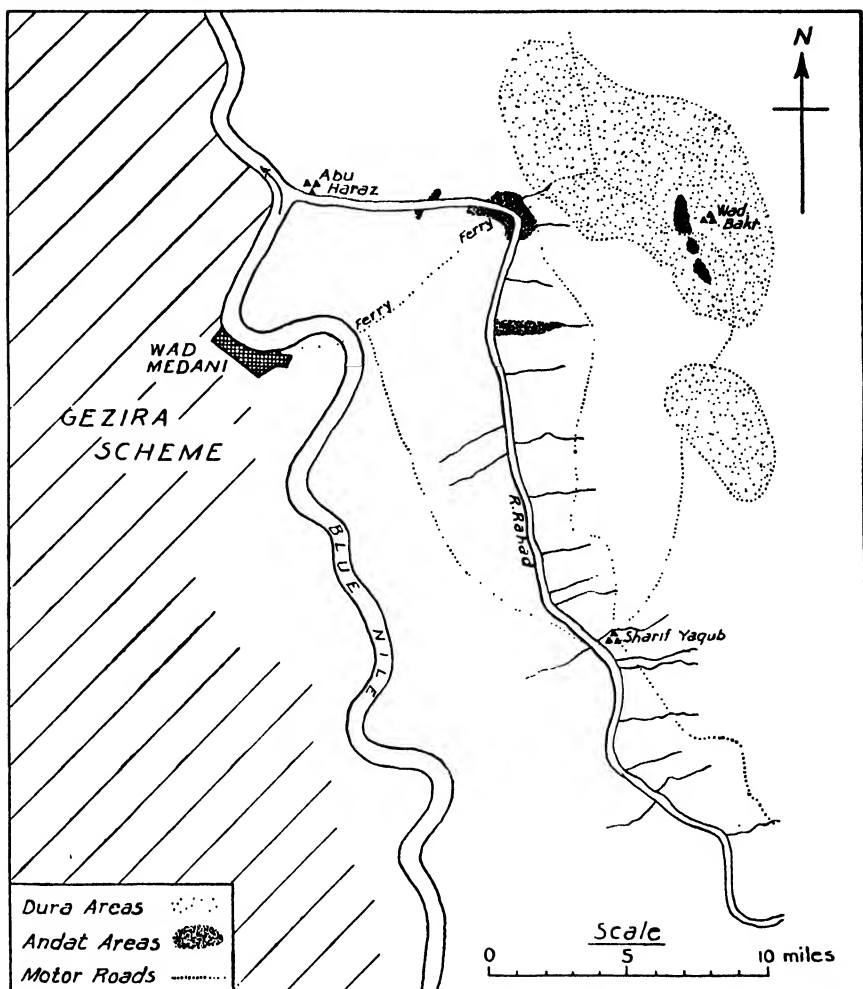 N
Abu
Haraz
Wad
Bakr
Ferry
Ferry
WAD
MEDANI
GEZIRA
SCHEME
R. Rahad
BLUE NILE
Sharif Yaqub
Dura Areas
Andat Areas
Motor Roads
Scale
0 5 10 miles